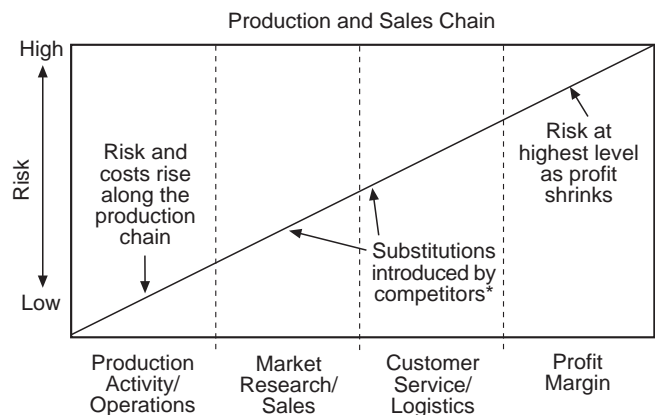 Production and Sales Chain
High
Risk
Low
Risk and
costs rise
along the
production
chain
Substitutions
introduced by
competitors*
Risk at
highest level
as profit
shrinks
Production
Activity/
Operations
Market
Research/
Sales
Customer
Service/
Logistics
Profit
Margin